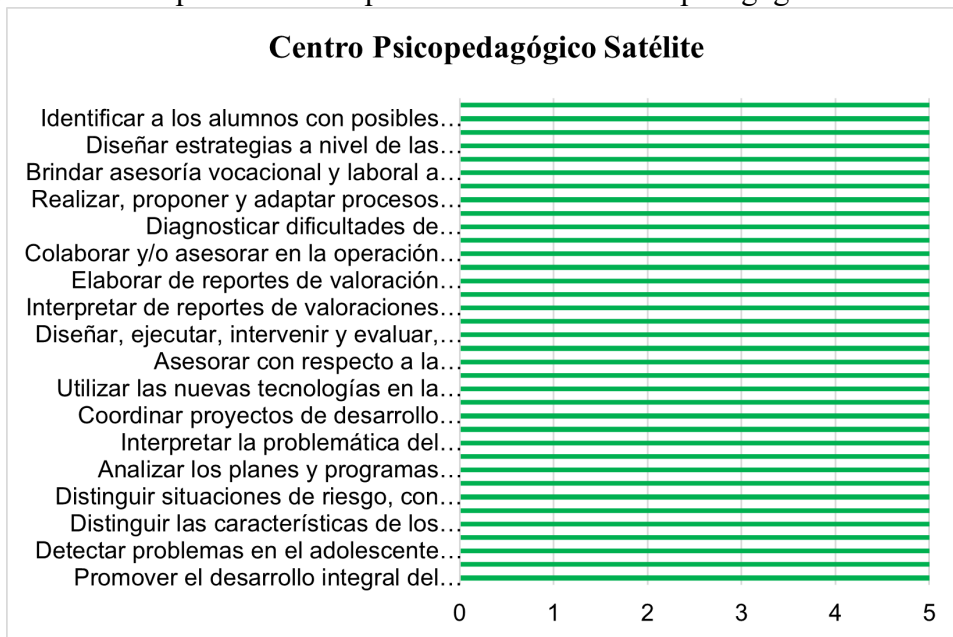 Centro Psicopedagógico Satélite
Identificar a los alumnos con posibles…
Diseñar estrategias a nivel de las…
Brindar asesoría vocacional y laboral a…
Realizar, proponer y adaptar procesos…
Diagnosticar dificultades de…
Colaborar y/o asesorar en la operación…
Elaborar de reportes de valoración…
Interpretar de reportes de valoraciones…
Diseñar, ejecutar, intervenir y evaluar,…
Asesorar con respecto a la…
Utilizar las nuevas tecnologías en la…
Coordinar proyectos de desarrollo…
Interpretar la problemática del…
Analizar los planes y programas…
Distinguir situaciones de riesgo, con…
Distinguir las características de los…
Detectar problemas en el adolescente…
Promover el desarrollo integral del…
0 1 2 3 4 5